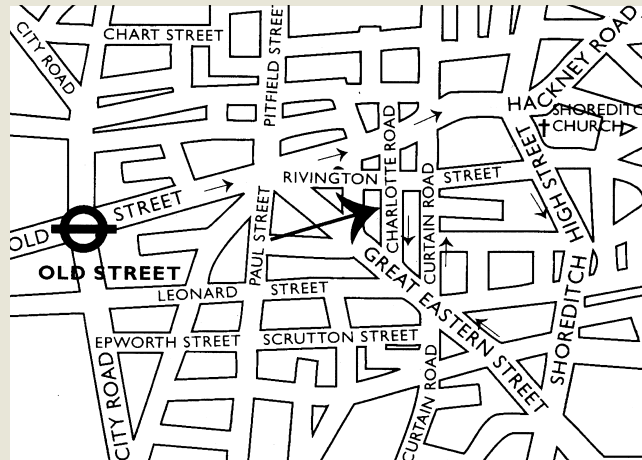 CITY ROAD
CHART STREET
PITFIELD STREET
HACKNEY ROAD
SHOREDITC
CHURCH
CHARLOTTE ROAD
RIVINGTON STREET
HIGH STREET
OLD STREET
OLD STREET
PAUL STREET
CURTAIN ROAD
GREAT EASTERN STREET
LEONARD STREET
SHOREDITCH
EPWORTH STREET
SCRUTTON STREET
CITY ROAD
CURTAIN ROAD